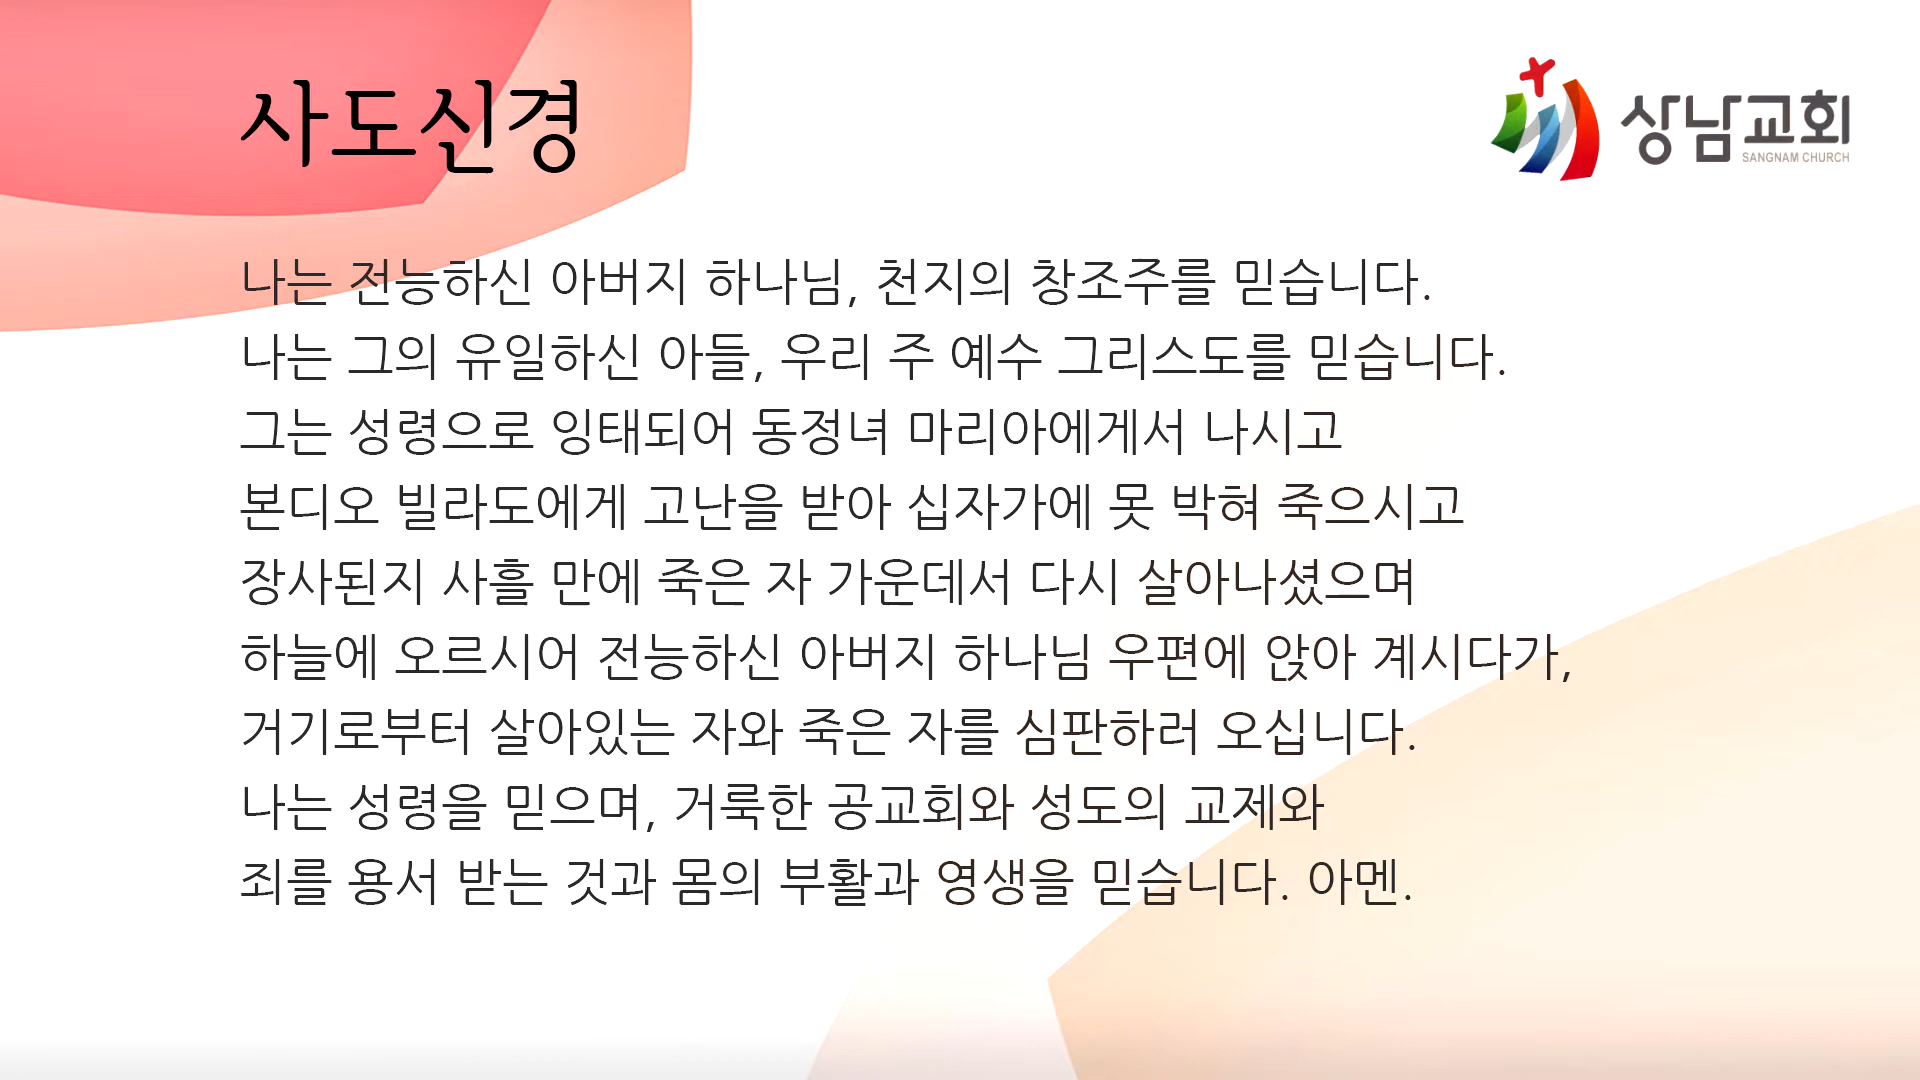 사도신경
상남교회
SANGNAM CHURCH
나는 전능하신 아버지 하나님, 천지의 창조주를 믿습니다.
나는 그의 유일하신 아들, 우리 주 예수 그리스도를 믿습니다.
그는 성령으로 잉태되어 동정녀 마리아에게서 나시고
본디오 빌라도에게 고난을 받아 십자가에 못 박혀 죽으시고
장사된지 사흘 만에 죽은 자 가운데서 다시 살아나셨으며
하늘에 오르시어 전능하신 아버지 하나님 우편에 앉아 계시다가,
거기로부터 살아있는 자와 죽은 자를 심판하러 오십니다.
나는 성령을 믿으며, 거룩한 공교회와 성도의 교제와
죄를 용서 받는 것과 몸의 부활과 영생을 믿습니다. 아멘.